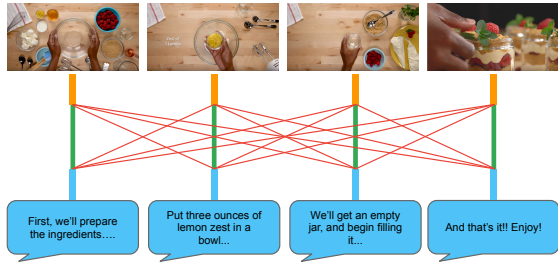 First, we'll prepare
the ingredients....
Put three ounces of
lemon zest in a
bowl...
We'll get an empty
jar, and begin filling
it...
And that's it!! Enjoy!